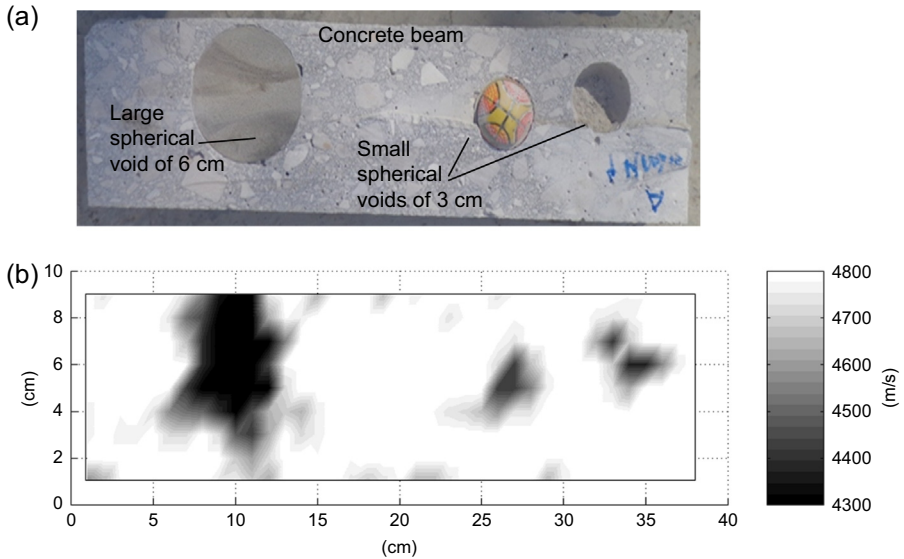 (a)
Concrete beam
Large
spherical
void of 6 cm
Small
spherical
voids of 3 cm
A
(b)
10
8
6
4
2
0
(cm)
0 5 10 15 20 25 30 35 40
(cm)
4800
4700
4600
4500
4400
4300
(m/s)